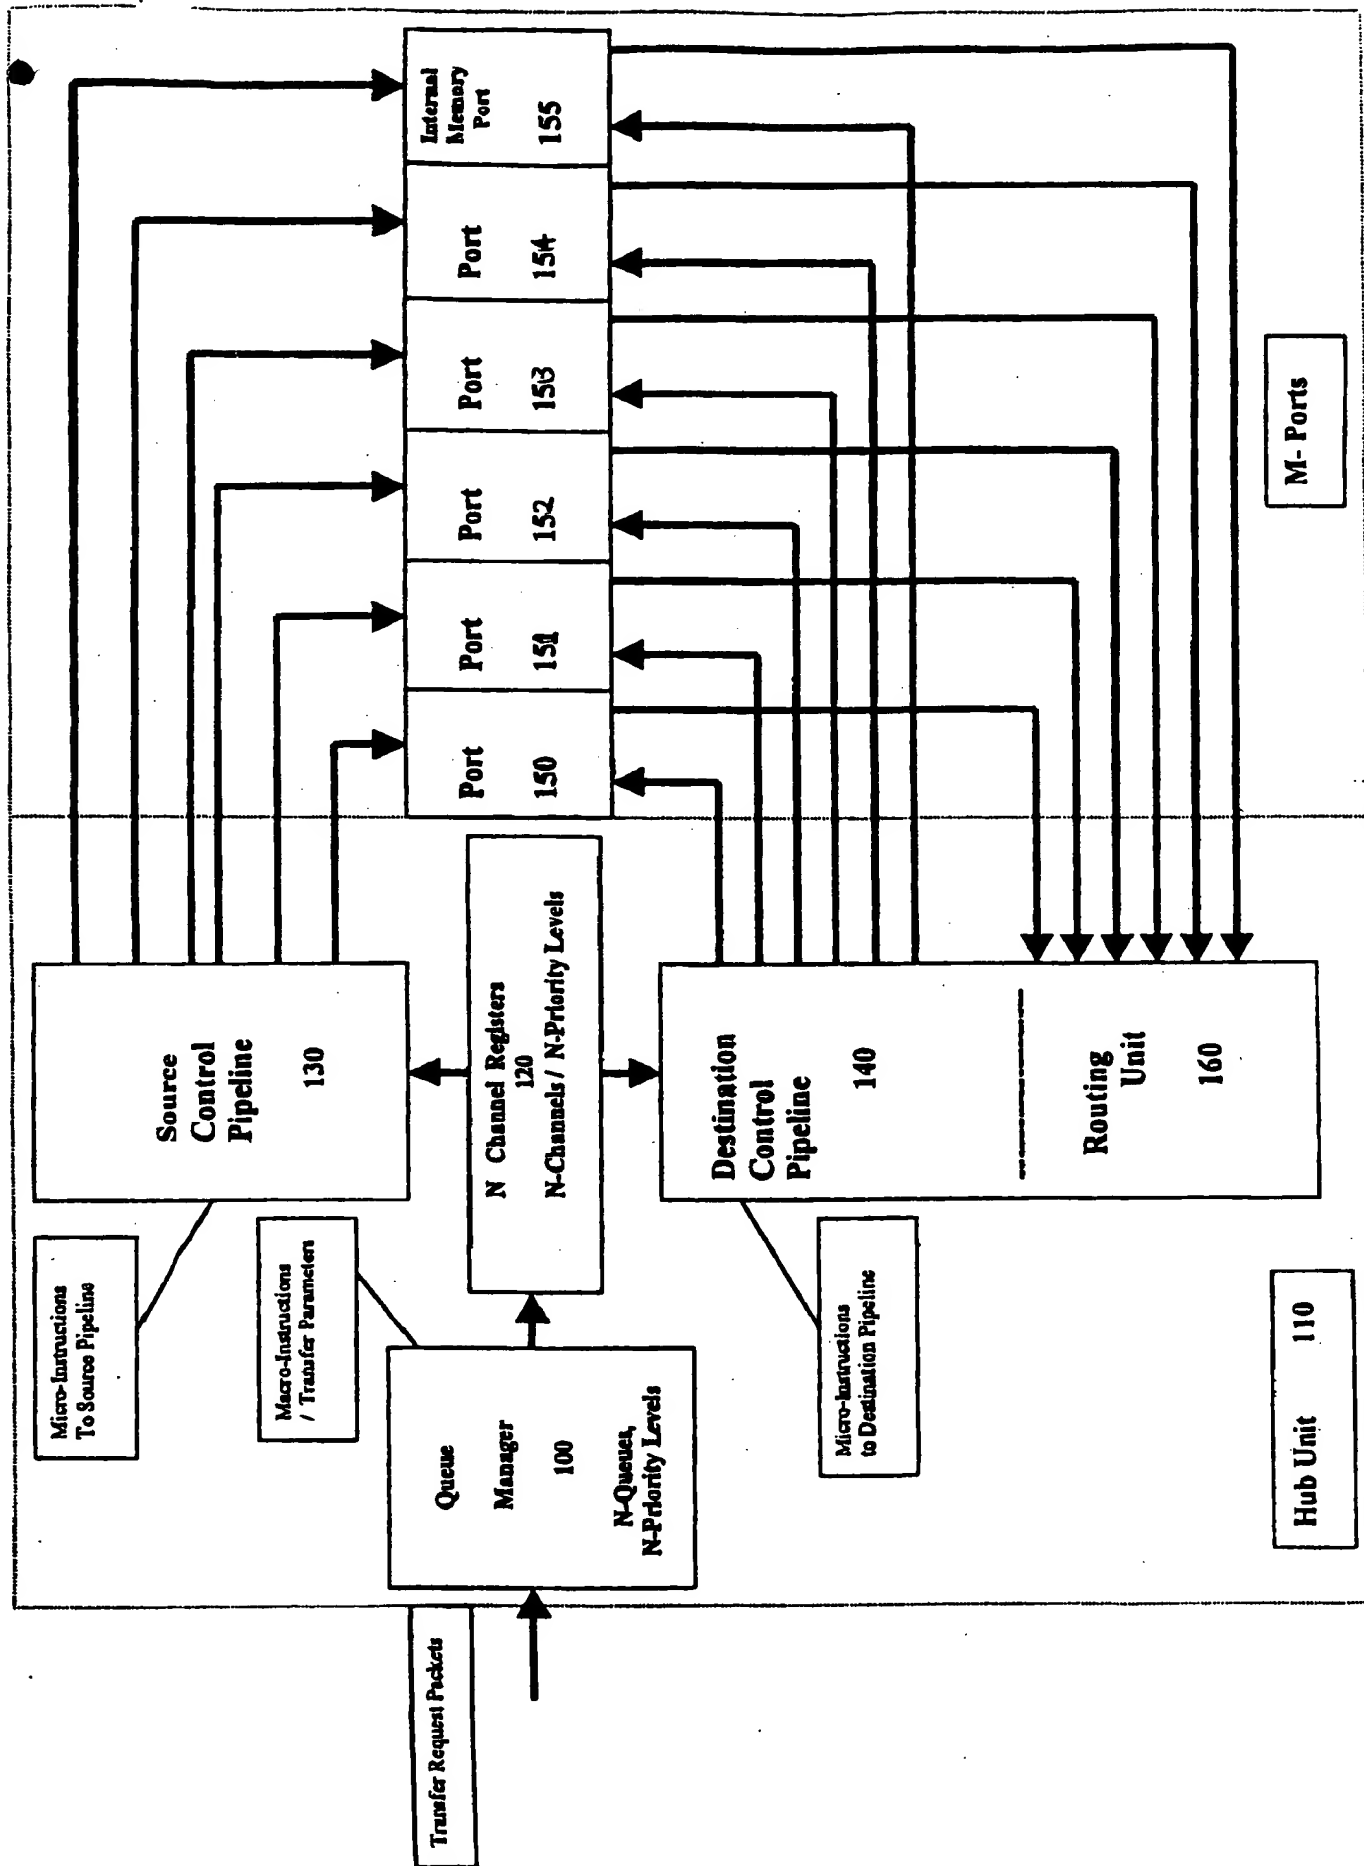 Transfer Request Packets
Queue
Manager
100
N-Queues,
N-Priority Levels
Micro-Instructions
To Source Pipeline
Macro-Instructions
/ Transfer Parameters
Micro-Instructions
to Destination Pipeline
Hub Unit 110
Source
Control
Pipeline
130
N Channel Registers
120
N-Channels / N-Priority Levels
Destination
Control
Pipeline
140
Routing
Unit
160
Port
150
Port
151
Port
152
Port
153
Port
154
Internal
Memory
Port
155
M- Ports